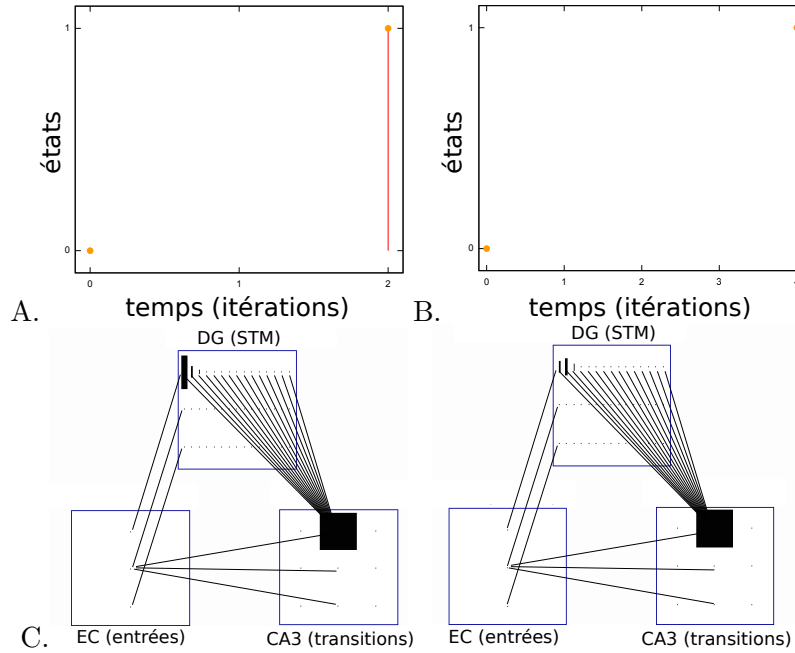 1
états
0
0
1
2
temps (itérations)
A.
1
états
0
0
1
2
3
4
temps (itérations)
B.
DG (STM)
EC (entrées)
CA3 (transitions)
C.
DG (STM)
EC (entrées)
CA3 (transitions)